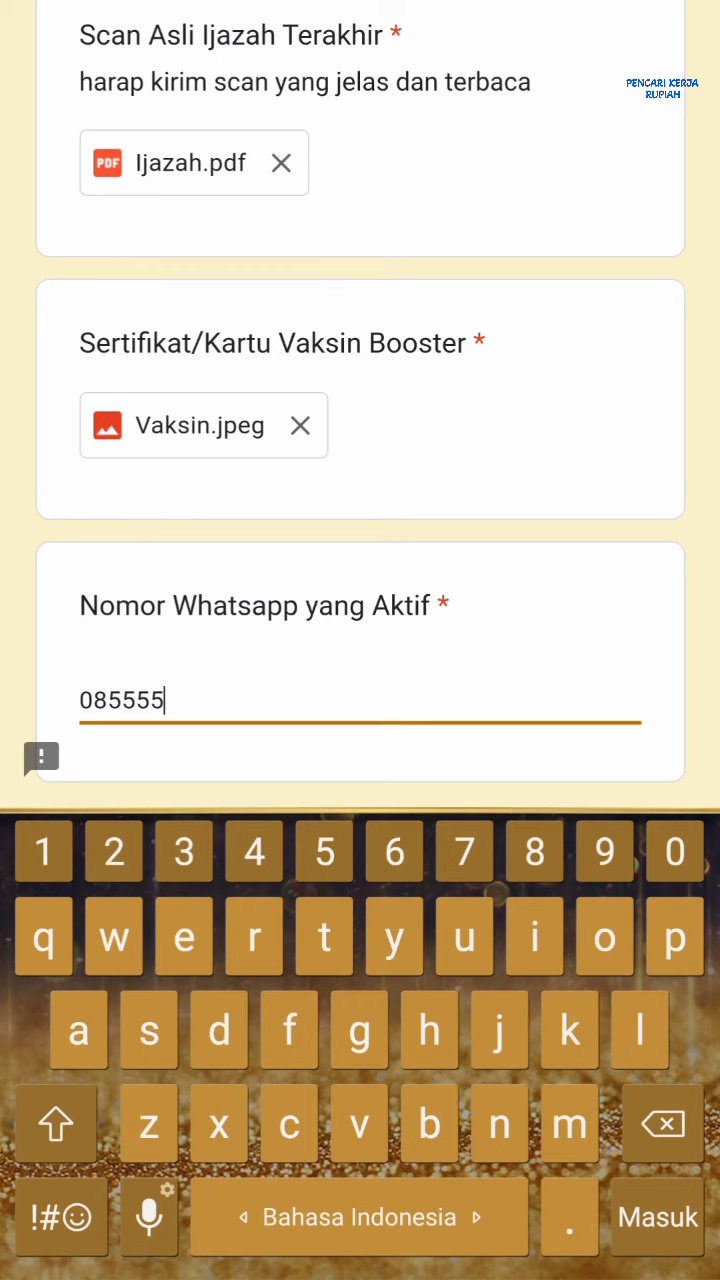 Scan Asli Ijazah Terakhir *
harap kirim scan yang jelas dan terbaca
PENCARI KERJA
RUPIAH
PDF Ijazah.pdf
Sertifikat/Kartu Vaksin Booster *
Vaksin.jpeg
Nomor Whatsapp yang Aktif *
085555
!
1 2 3 4 5 6 7 8 9 0
q w e r t y u i o p
a s d f g h j k l
z x c v b n m
!#☺ Bahasa Indonesia . Masuk